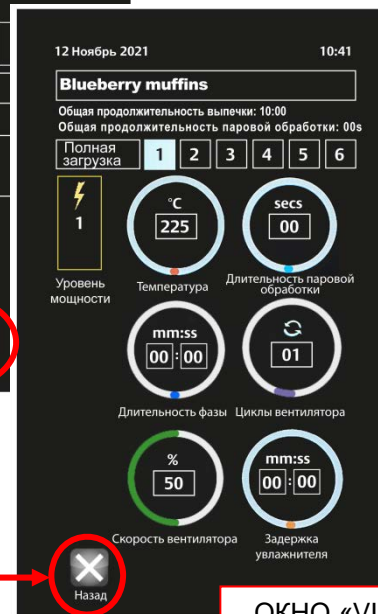 12 Ноябрь 2021 10:41
Blueberry muffins
Общая продолжительность выпечки: 10:00
Общая продолжительность паровой обработки: 00s
Полная загрузка 1 2 3 4 5 6
1
Уровень мощности
°C
225
Температура
secs
00
Длительность паровой обработки
mm:ss
00:00
Длительность фазы
01
Циклы вентилятора
%
50
Скорость вентилятора
mm:ss
00:00
Задержка увлажнителя
Назад
ОКНО